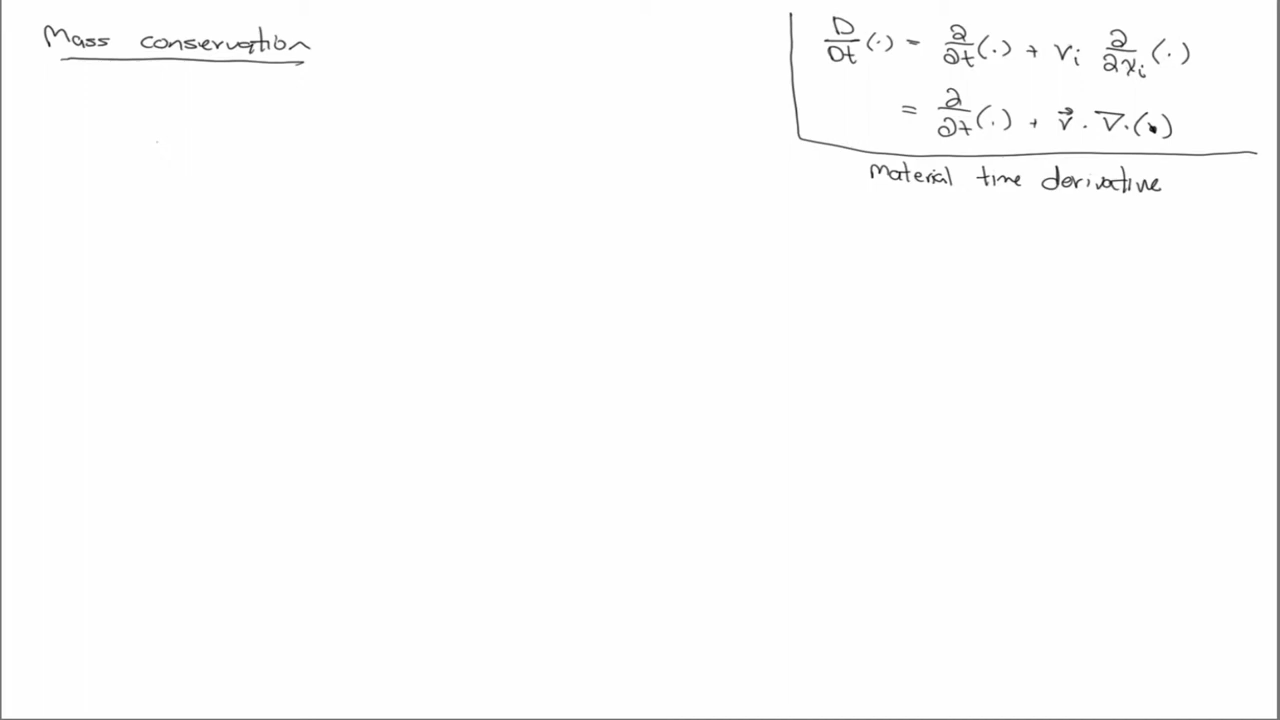 Mass conservation
D/Dt (·) = ∂/∂t (·) + vᵢ ∂/∂xᵢ (·)
= ∂/∂t (·) + v⃗ · ∇·(·)
material time derivative